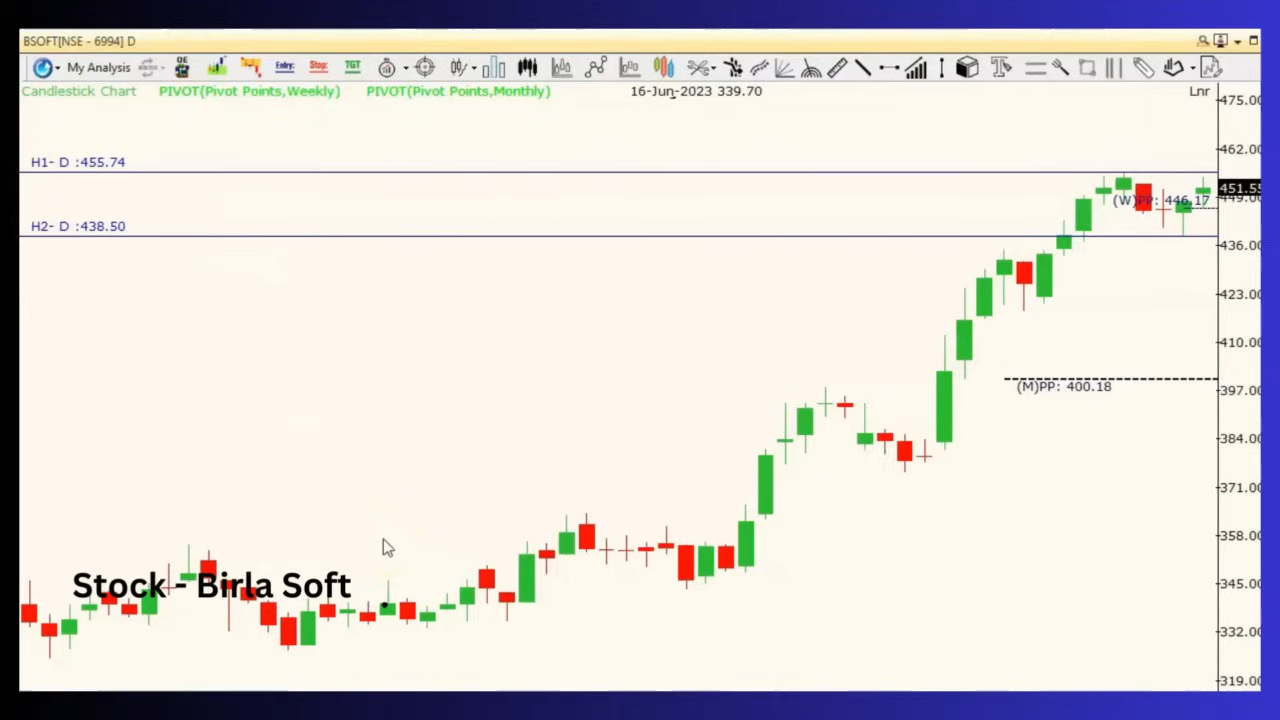 BSOFT[NSE - 6994] D
My Analysis
Entry:
Stop:
TGT
Candlestick Chart PIVOT(Pivot Points,Weekly) PIVOT(Pivot Points,Monthly) 16-Jun-2023 339.70 Lnr
475.00
H1- D :455.74
462.00
451.55
(W)PP: 446.17
449.00
H2- D :438.50
436.00
423.00
410.00
(M)PP: 400.18
397.00
384.00
371.00
358.00
Stock - Birla Soft
345.00
332.00
319.00